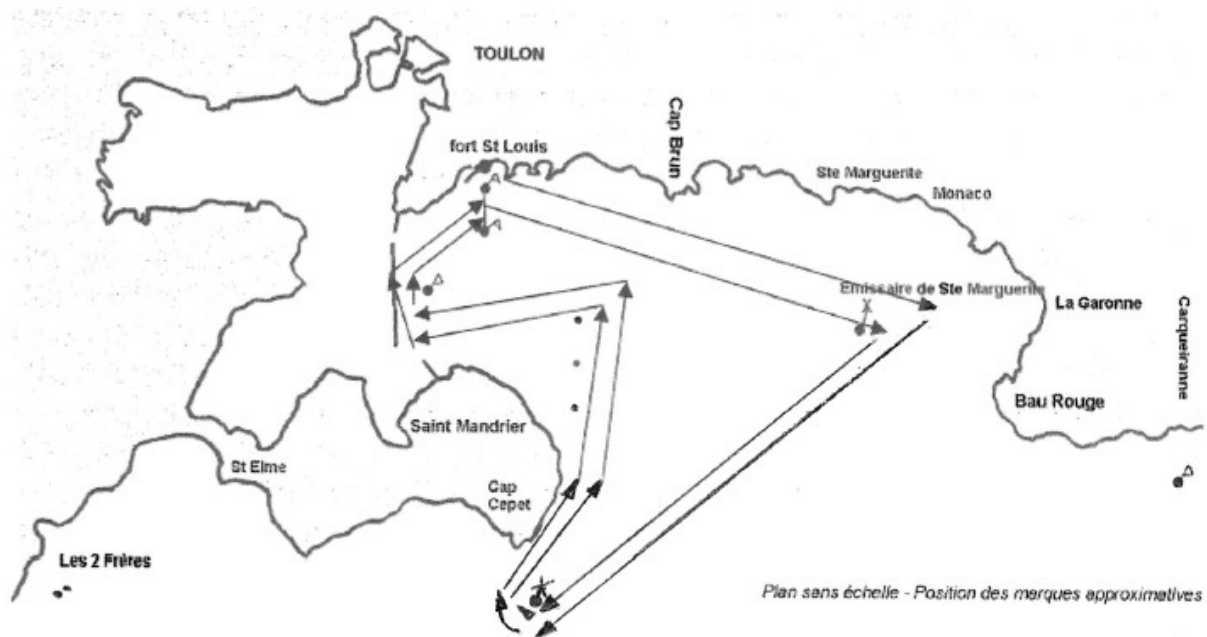 TOULON
Cap Brun
fort St Louis
Ste Marguerite
Monaco
Emissaire de Ste Marguerite
La Garonne
Carqueiranne
Bau Rouge
Saint Mandrier
St Elme
Cap
Cepet
Les 2 Frères
Plan sans échelle - Position des marques approximatives